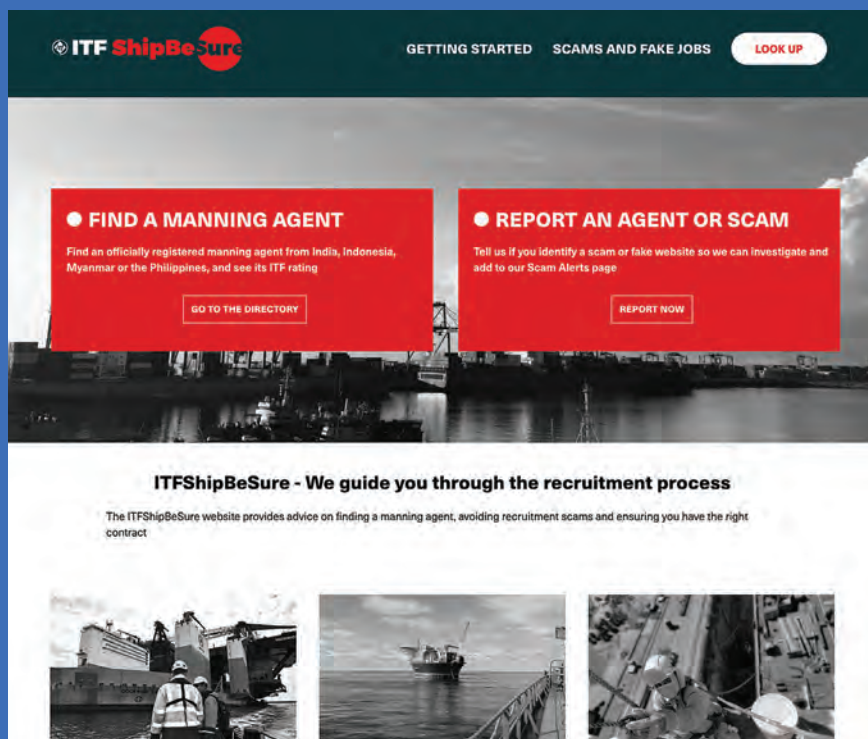 ITF ShipBeSure
GETTING STARTED
SCAMS AND FAKE JOBS
LOOK UP
FIND A MANNING AGENT
Find an officially registered manning agent from India, Indonesia,
Myanmar or the Philippines, and see its ITF rating
GO TO THE DIRECTORY
REPORT AN AGENT OR SCAM
Tell us if you identify a scam or fake website so we can investigate and
add to our Scam Alerts page
REPORT NOW
ITFShipBeSure - We guide you through the recruitment process
The ITFShipBeSure website provides advice on finding a manning agent, avoiding recruitment scams and ensuring you have the right
contract